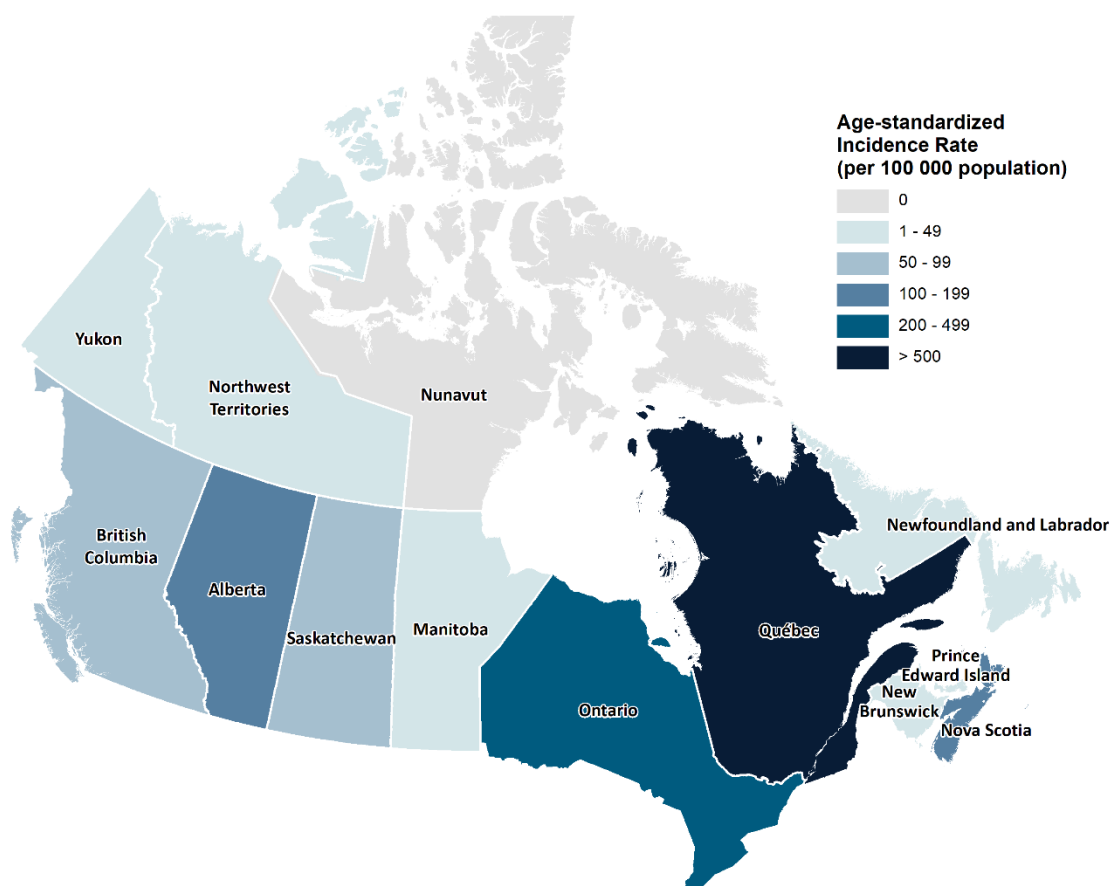 Age-standardized
Incidence Rate
(per 100 000 population)
0
1 - 49
50 - 99
100 - 199
200 - 499
> 500
Yukon
Northwest
Territories
Nunavut
British
Columbia
Alberta
Saskatchewan
Manitoba
Ontario
Québec
Newfoundland and Labrador
Prince
Edward Island
New
Brunswick
Nova Scotia